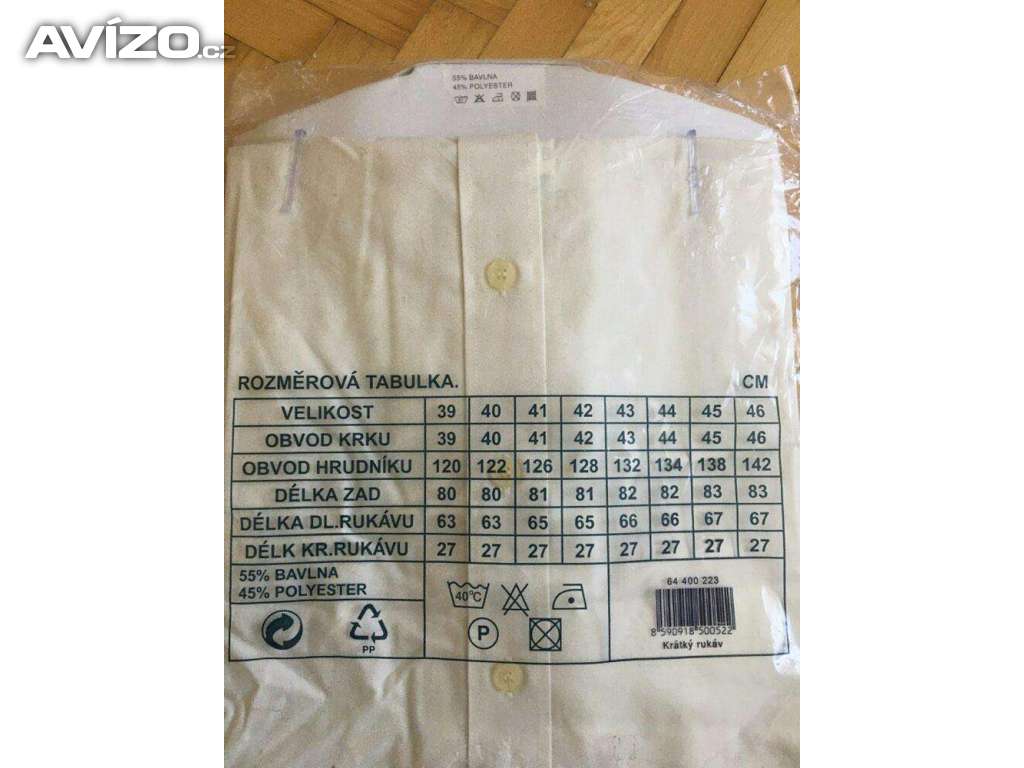 AVÍZO.cz
55% BAVLNA
45% POLYESTER
ROZMĚROVÁ TABULKA. CM
VELIKOST 39 40 41 42 43 44 45 46
OBVOD KRKU 39 40 41 42 43 44 45 46
OBVOD HRUDNÍKU 120 122 126 128 132 134 138 142
DÉLKA ZAD 80 80 81 81 82 82 83 83
DÉLKA DL.RUKÁVU 63 63 65 65 66 66 67 67
DÉLK KR.RUKÁVU 27 27 27 27 27 27 27 27
55% BAVLNA
45% POLYESTER
40°C
P
PP
64 400 223
8 590918 500522
Krátký rukáv